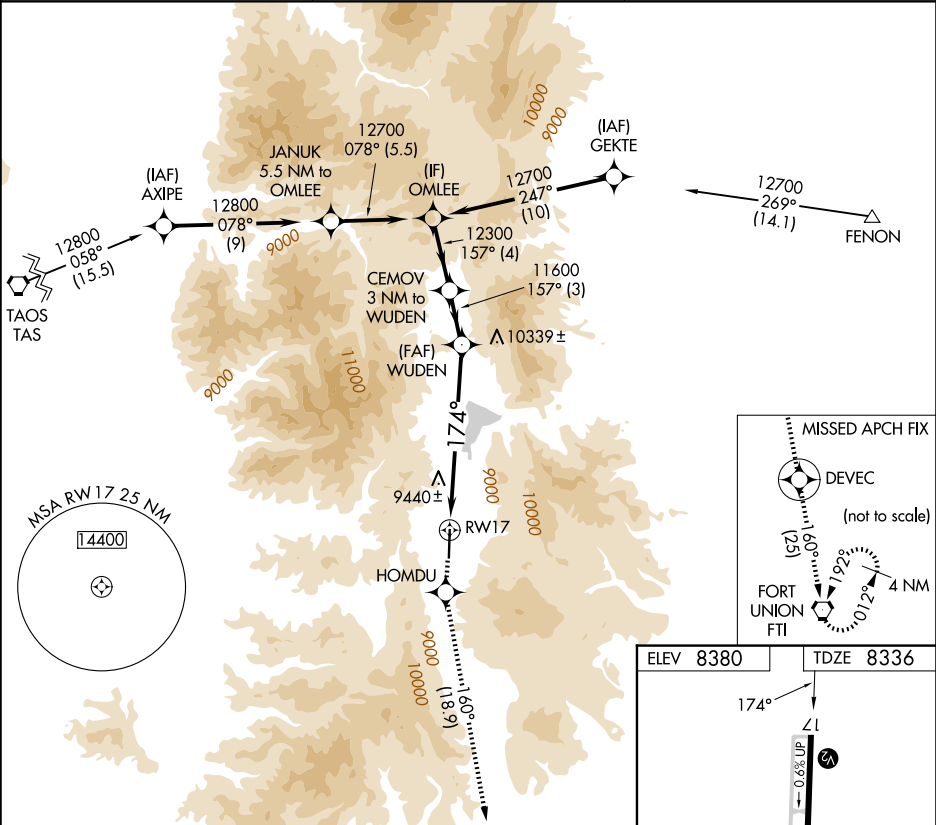 10000
9000
12700
078° (5.5)
(IAF)
GEKTE
JANUK
5.5 NM to
OMLEE
(IF)
OMLEE
12700
247°
(10)
12700
269°
(14.1)
FENON
(IAF)
AXIPE
12800
078°
(9)
9000
12800
058°
(15.5)
TAOS
TAS
12300
157° (4)
11600
157° (3)
CEMOV
3 NM to
WUDEN
10339±
(FAF)
WUDEN
11000
9000
174°
9440±
9000
10000
RW17
HOMDU
9000
10000
160°
(18.9)
MSA RW17 25 NM
14400
MISSED APCH FIX
DEVEC
(not to scale)
160°
(25)
192°
012°
4 NM
FORT
UNION
FTI
ELEV 8380
TDZE 8336
174°
17
0.6% UP
V2